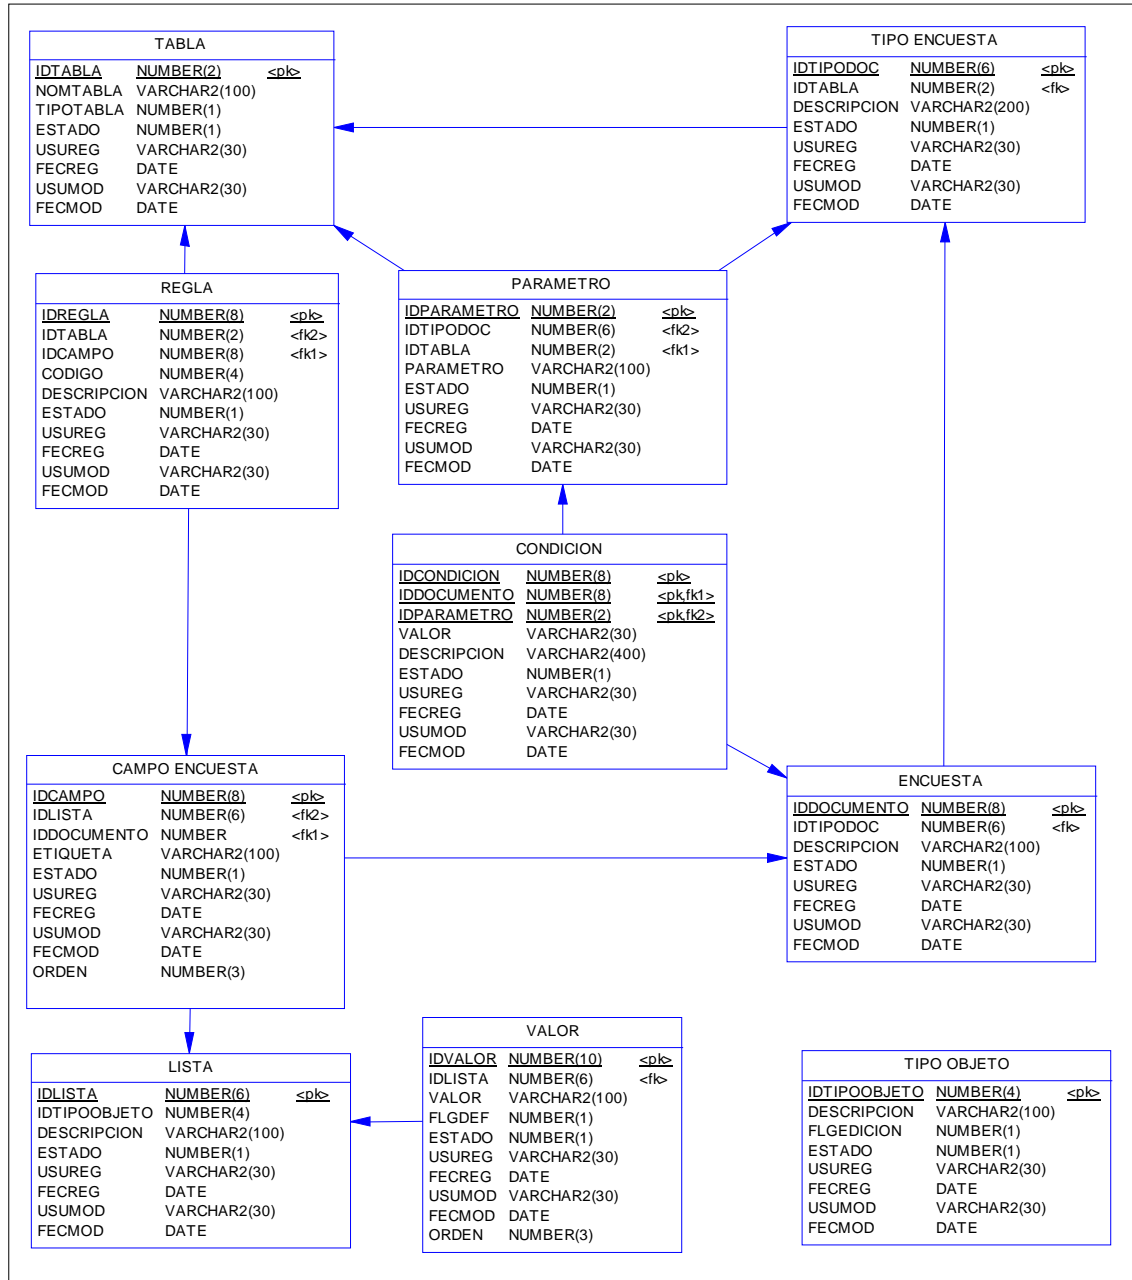 TABLA
IDTABLA NUMBER(2) <pk>
NOMTABLA VARCHAR2(100)
TIPOTABLA NUMBER(1)
ESTADO NUMBER(1)
USUREG VARCHAR2(30)
FECREG DATE
USUMOD VARCHAR2(30)
FECMOD DATE
TIPO ENCUESTA
IDTIPODOC NUMBER(6) <pk>
IDTABLA NUMBER(2) <fk>
DESCRIPCION VARCHAR2(200)
ESTADO NUMBER(1)
USUREG VARCHAR2(30)
FECREG DATE
USUMOD VARCHAR2(30)
FECMOD DATE
REGLA
IDREGLA NUMBER(8) <pk>
IDTABLA NUMBER(2) <fk2>
IDCAMPO NUMBER(8) <fk1>
CODIGO NUMBER(4)
DESCRIPCION VARCHAR2(100)
ESTADO NUMBER(1)
USUREG VARCHAR2(30)
FECREG DATE
USUMOD VARCHAR2(30)
FECMOD DATE
PARAMETRO
IDPARAMETRO NUMBER(2) <pk>
IDTIPODOC NUMBER(6) <fk2>
IDTABLA NUMBER(2) <fk1>
PARAMETRO VARCHAR2(100)
ESTADO NUMBER(1)
USUREG VARCHAR2(30)
FECREG DATE
USUMOD VARCHAR2(30)
FECMOD DATE
CONDICION
IDCONDICION NUMBER(8) <pk>
IDDOCUMENTO NUMBER(8) <pk,fk1>
IDPARAMETRO NUMBER(2) <pk,fk2>
VALOR VARCHAR2(30)
DESCRIPCION VARCHAR2(400)
ESTADO NUMBER(1)
USUREG VARCHAR2(30)
FECREG DATE
USUMOD VARCHAR2(30)
FECMOD DATE
CAMPO ENCUESTA
IDCAMPO NUMBER(8) <pk>
IDLISTA NUMBER(6) <fk2>
IDDOCUMENTO NUMBER <fk1>
ETIQUETA VARCHAR2(100)
ESTADO NUMBER(1)
USUREG VARCHAR2(30)
FECREG DATE
USUMOD VARCHAR2(30)
FECMOD DATE
ORDEN NUMBER(3)
ENCUESTA
IDDOCUMENTO NUMBER(8) <pk>
IDTIPODOC NUMBER(6) <fk>
DESCRIPCION VARCHAR2(100)
ESTADO NUMBER(1)
USUREG VARCHAR2(30)
FECREG DATE
USUMOD VARCHAR2(30)
FECMOD DATE
LISTA
IDLISTA NUMBER(6) <pk>
IDTIPOOBJETO NUMBER(4)
DESCRIPCION VARCHAR2(100)
ESTADO NUMBER(1)
USUREG VARCHAR2(30)
FECREG DATE
USUMOD VARCHAR2(30)
FECMOD DATE
VALOR
IDVALOR NUMBER(10) <pk>
IDLISTA NUMBER(6) <fk>
VALOR VARCHAR2(100)
FLGDEF NUMBER(1)
ESTADO NUMBER(1)
USUREG VARCHAR2(30)
FECREG DATE
USUMOD VARCHAR2(30)
FECMOD DATE
ORDEN NUMBER(3)
TIPO OBJETO
IDTIPOOBJETO NUMBER(4) <pk>
DESCRIPCION VARCHAR2(100)
FLGEDICION NUMBER(1)
ESTADO NUMBER(1)
USUREG VARCHAR2(30)
FECREG DATE
USUMOD VARCHAR2(30)
FECMOD DATE